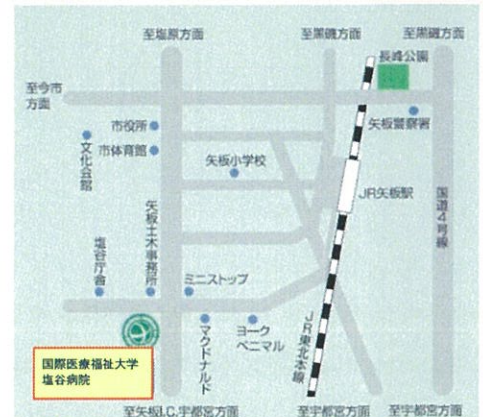 至塩原方面
至黒磯方面
至黒磯方面
長峰公園
至今市
方面
市役所
矢板警察署
市体育館
文化会館
矢板小学校
JR矢板駅
国道4号線
矢板土木事務所
塩谷庁舎
ミニストップ
マクドナルド
ヨーク
ベニマル
JR東北本線
国際医療福祉大学
塩谷病院
至矢板I.C.宇都宮方面
至宇都宮方面
至宇都宮方面